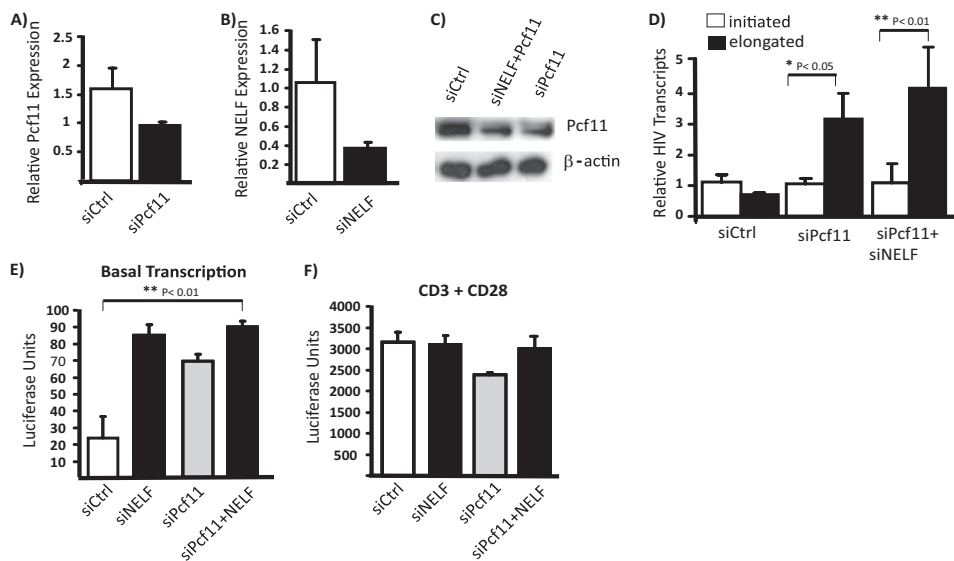 A)
Relative Pcf11 Expression
2.5
2
1.5
1
0.5
siCtrl
siPcf11
B)
Relative NELF Expression
1.6
1.4
1.2
1.0
0.8
0.6
0.4
0.2
siCtrl
siNELF
C)
siCtrl
siNELF+Pcf11
siPcf11
Pcf11
β-actin
D)
initiated
elongated
Relative HIV Transcripts
5
4
3
2
1
0
* P< 0.05
** P< 0.01
siCtrl
siPcf11
siPcf11+
siNELF
E)
Basal Transcription
** P< 0.01
Luciferase Units
100
90
80
70
60
50
40
30
20
10
siCtrl
siNELF
siPcf11
siPcf11+NELF
F)
CD3 + CD28
Luciferase Units
4000
3500
3000
2500
2000
1500
1000
500
siCtrl
siNELF
siPcf11
siPcf11+NELF